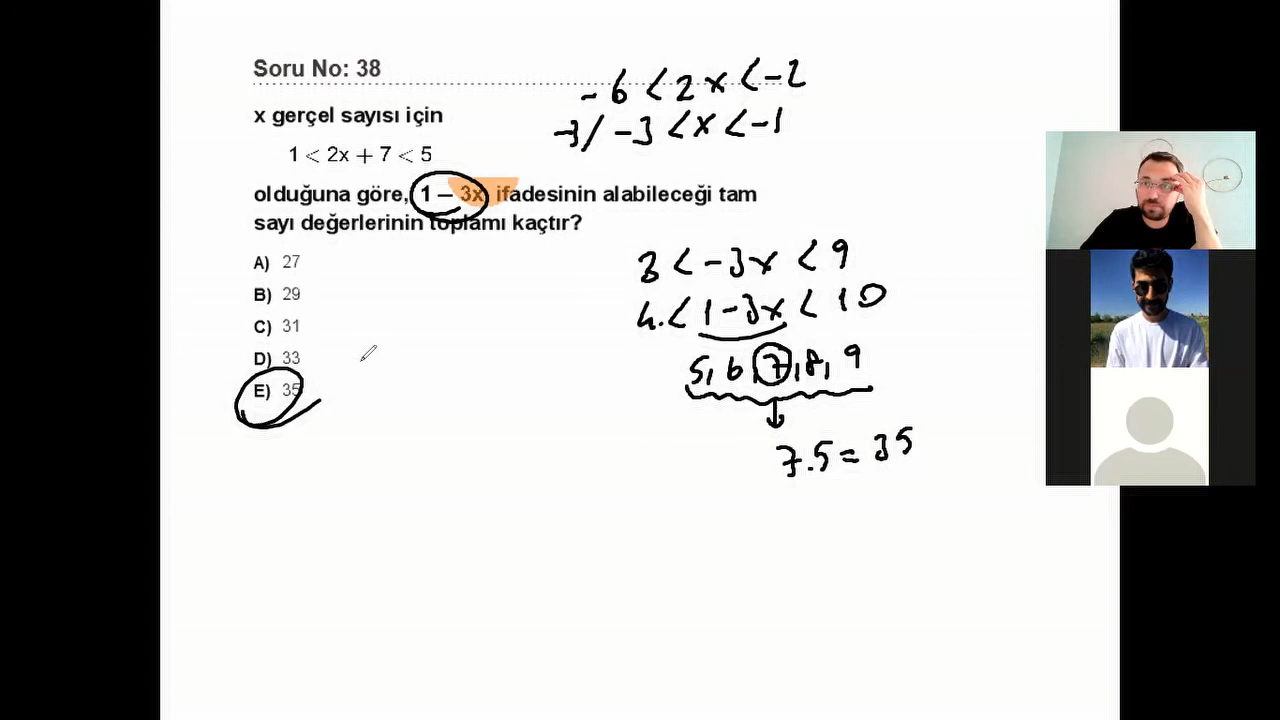 Soru No: 38
x gerçel sayısı için
1 < 2x + 7 < 5
olduğuna göre, 1 – 3x ifadesinin alabileceği tam
sayı değerlerinin toplamı kaçtır?
A) 27
B) 29
C) 31
D) 33
E) 35
-6 < 2x < -2
-3/ -3 < x < -1
3 < -3x < 9
4 < 1-3x < 10
5, 6, 7, 8, 9
7.5 = 35